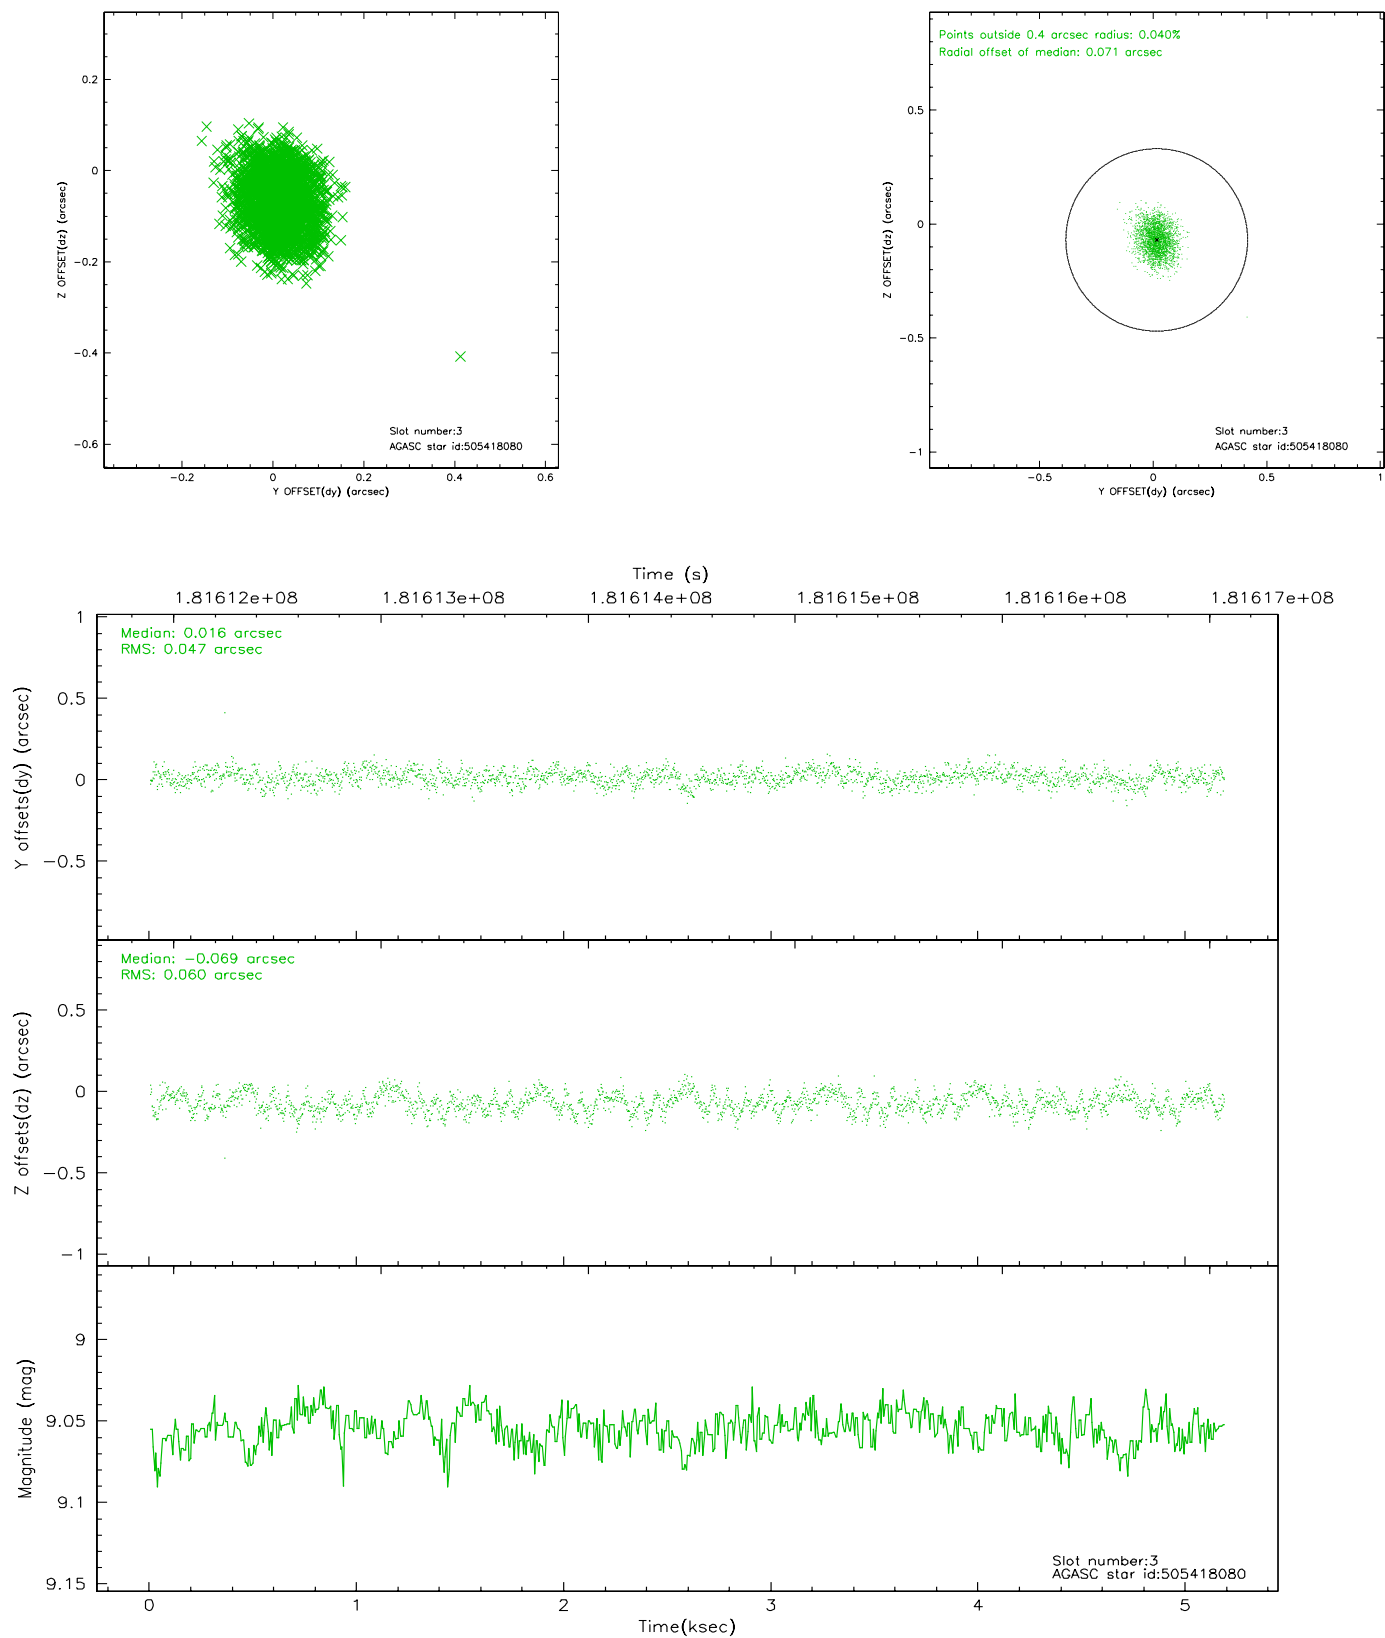 0.2
0
−0.2
−0.4
−0.6
Z OFFSET(dz) (arcsec)
Slot number:3
AGASC star id:505418080
−0.2 0 0.2 0.4 0.6
Y OFFSET(dy) (arcsec)
Points outside 0.4 arcsec radius: 0.040%
Radial offset of median: 0.071 arcsec
0.5
0
−0.5
−1
Z OFFSET(dz) (arcsec)
Slot number:3
AGASC star id:505418080
−0.5 0 0.5 1
Y OFFSET(dy) (arcsec)
Time (s)
1.81612e+08 1.81613e+08 1.81614e+08 1.81615e+08 1.81616e+08 1.81617e+08
Median: 0.016 arcsec
RMS: 0.047 arcsec
1
0.5
0
−0.5
Y offsets(dy) (arcsec)
Median: −0.069 arcsec
RMS: 0.060 arcsec
0.5
0
−0.5
−1
Z offsets(dz) (arcsec)
9
9.05
9.1
9.15
Magnitude (mag)
Slot number:3
AGASC star id:505418080
0 1 2 3 4 5
Time(ksec)